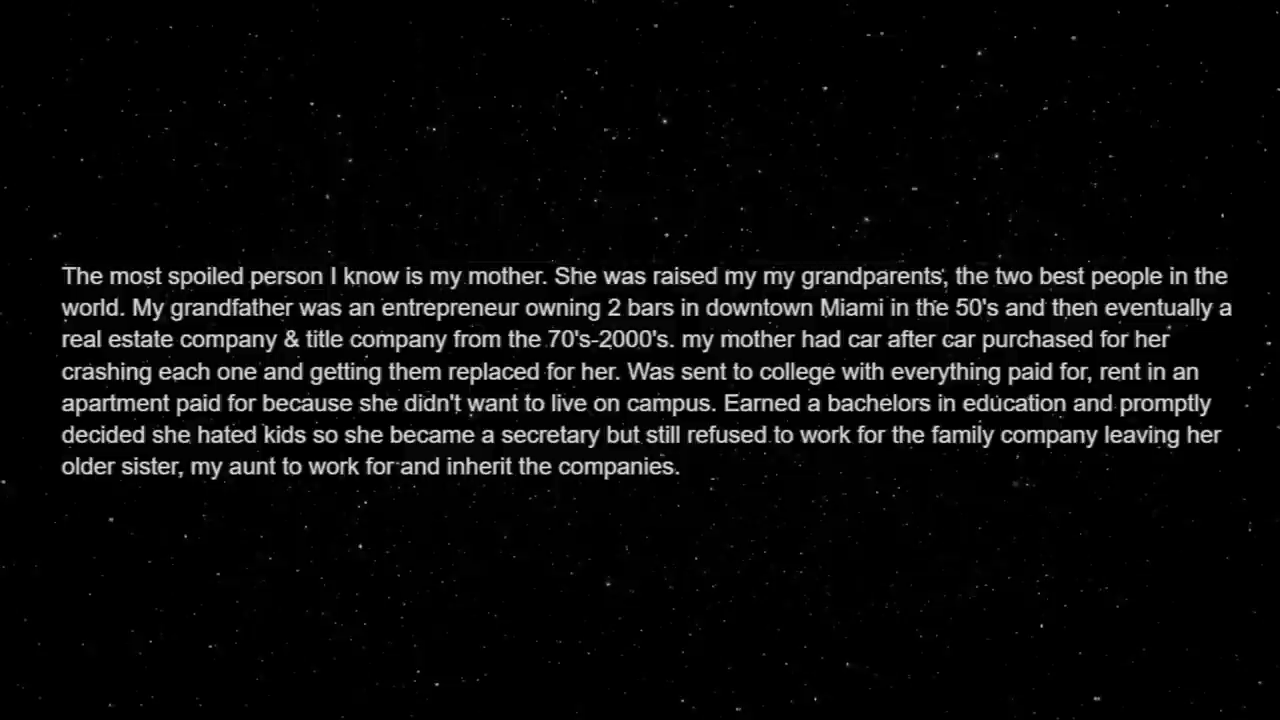 The most spoiled person I know is my mother. She was raised my my grandparents, the two best people in the
world. My grandfather was an entrepreneur owning 2 bars in downtown Miami in the 50's and then eventually a
real estate company & title company from the 70's-2000's. my mother had car after car purchased for her
crashing each one and getting them replaced for her. Was sent to college with everything paid for, rent in an
apartment paid for because she didn't want to live on campus. Earned a bachelors in education and promptly
decided she hated kids so she became a secretary but still refused to work for the family company leaving her
older sister, my aunt to work for and inherit the companies.